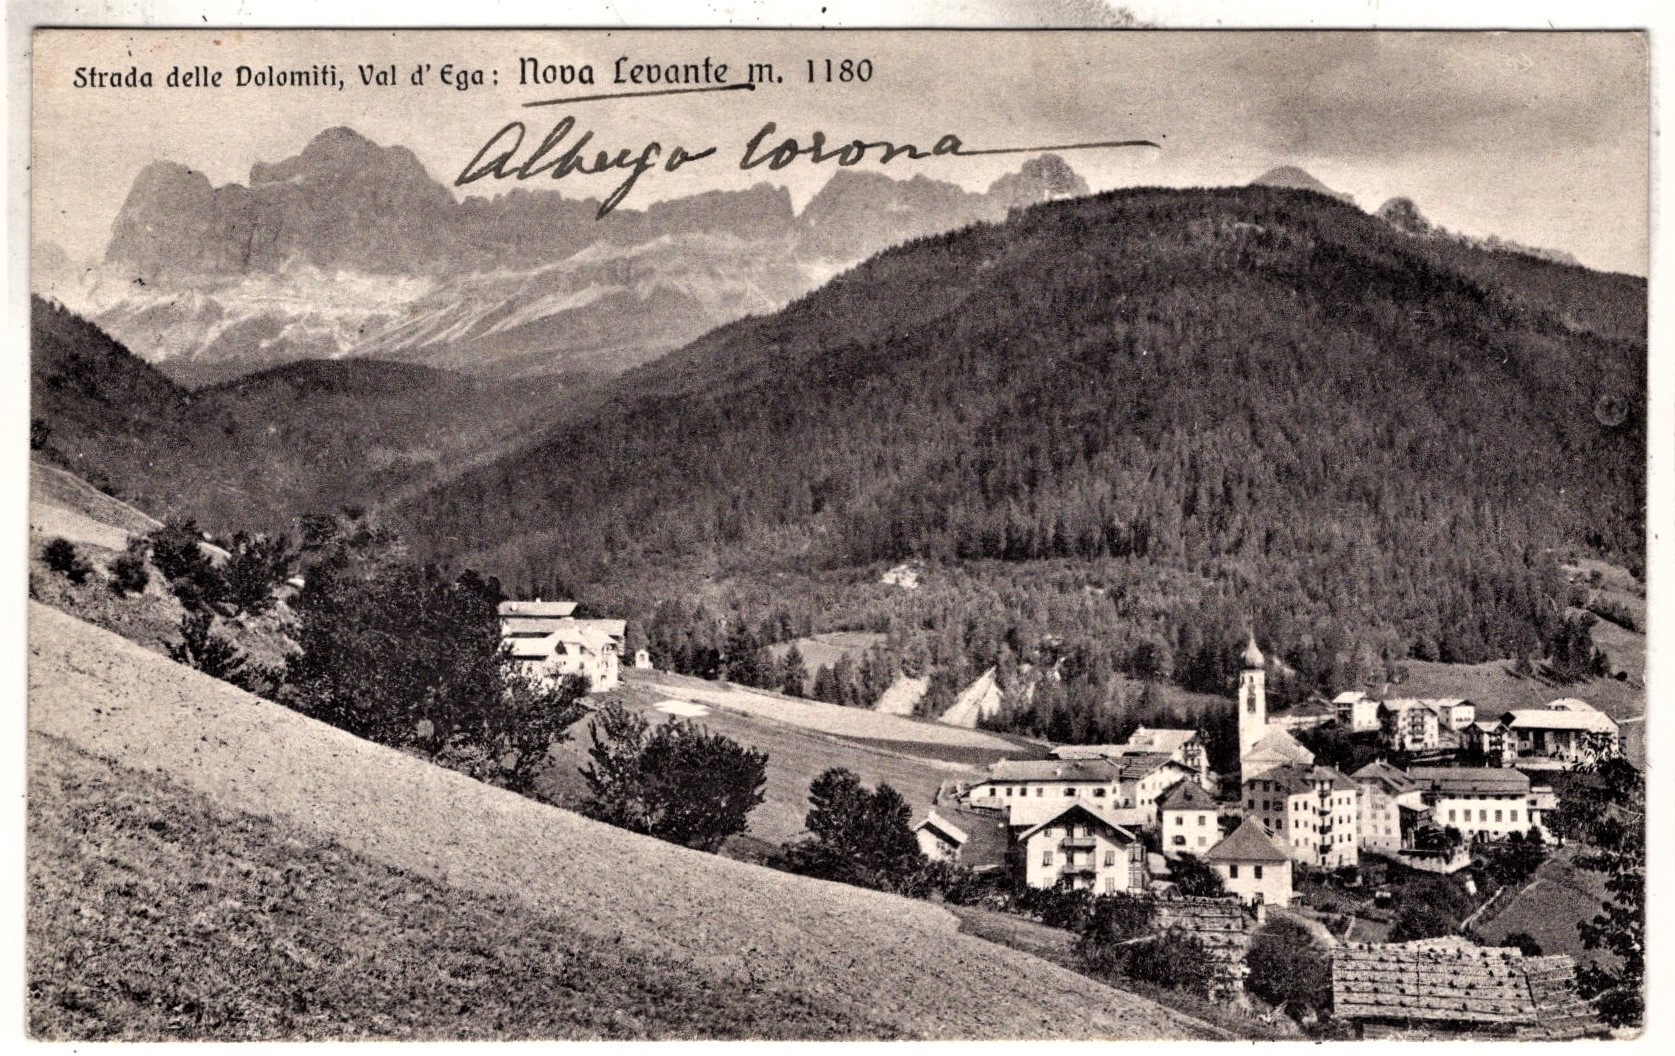 Strada delle Dolomiti, Val d'Ega: Nova Levante m. 1180
Albergo Corona